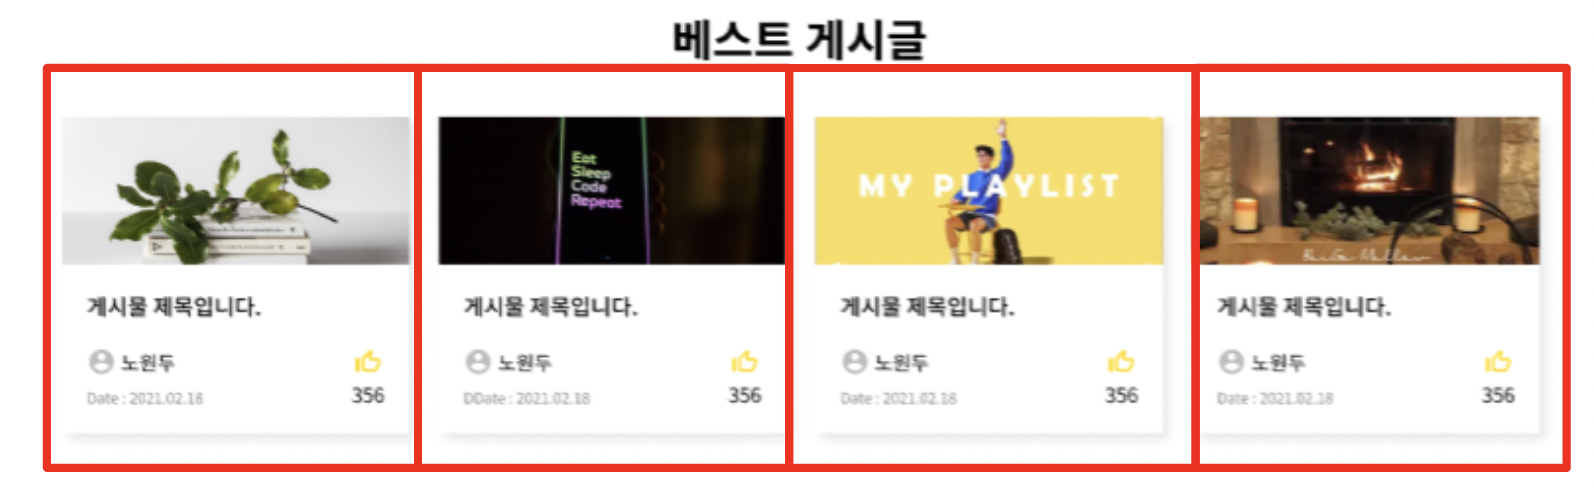 베스트 게시글
Eat
Sleep
Code
Repeat
MY PLAYLIST
게시물 제목입니다.
노원두
Date : 2021.02.18
356
게시물 제목입니다.
노원두
DDate : 2021.02.18
356
게시물 제목입니다.
노원두
Date : 2021.02.18
356
게시물 제목입니다.
노원두
Date : 2021.02.18
356